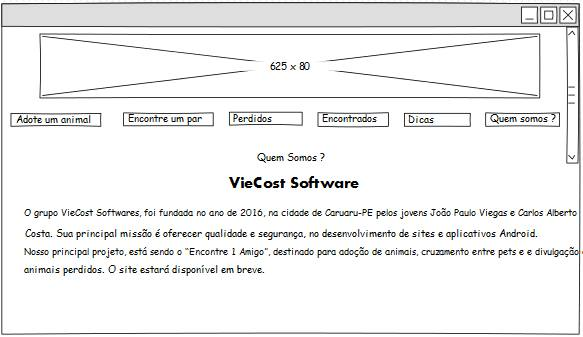 625 x 80
Adote um animal Encontre um par Perdidos Encontrados Dicas Quem somos ?
Quem Somos ?
VieCost Software
O grupo VieCost Softwares, foi fundada no ano de 2016, na cidade de Caruaru-PE pelos jovens João Paulo Viegas e Carlos Alberto
Costa. Sua principal missão é oferecer qualidade e segurança, no desenvolvimento de sites e aplicativos Android.
Nosso principal projeto, está sendo o "Encontre 1 Amigo", destinado para adoção de animais, cruzamento entre pets e e divulgação
animais perdidos. O site estará disponível em breve.